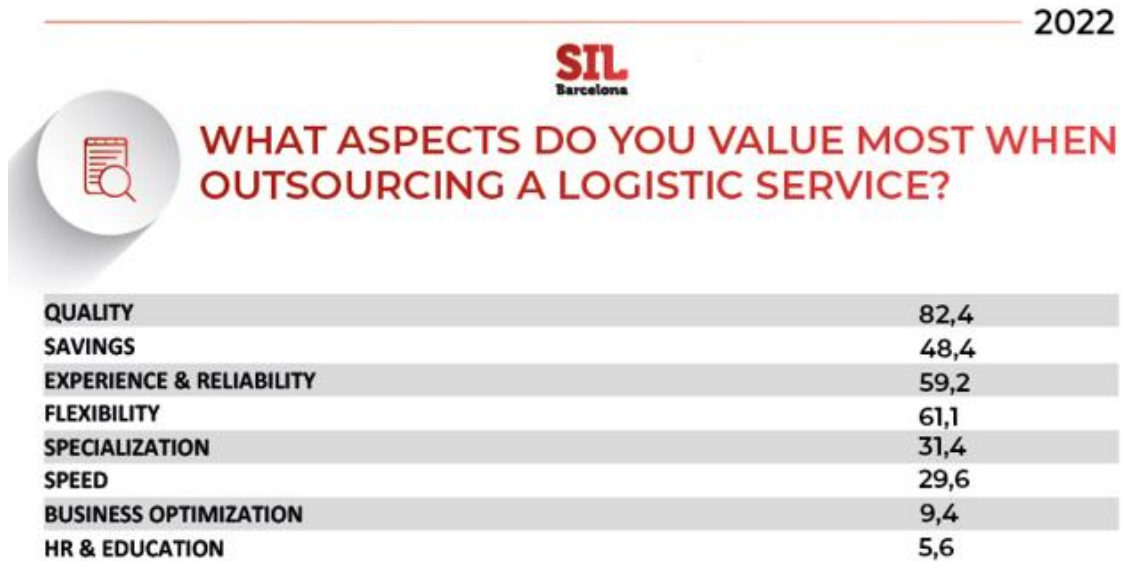 2022
SIL
Barcelona
WHAT ASPECTS DO YOU VALUE MOST WHEN
OUTSOURCING A LOGISTIC SERVICE?
QUALITY 82,4
SAVINGS 48,4
EXPERIENCE & RELIABILITY 59,2
FLEXIBILITY 61,1
SPECIALIZATION 31,4
SPEED 29,6
BUSINESS OPTIMIZATION 9,4
HR & EDUCATION 5,6